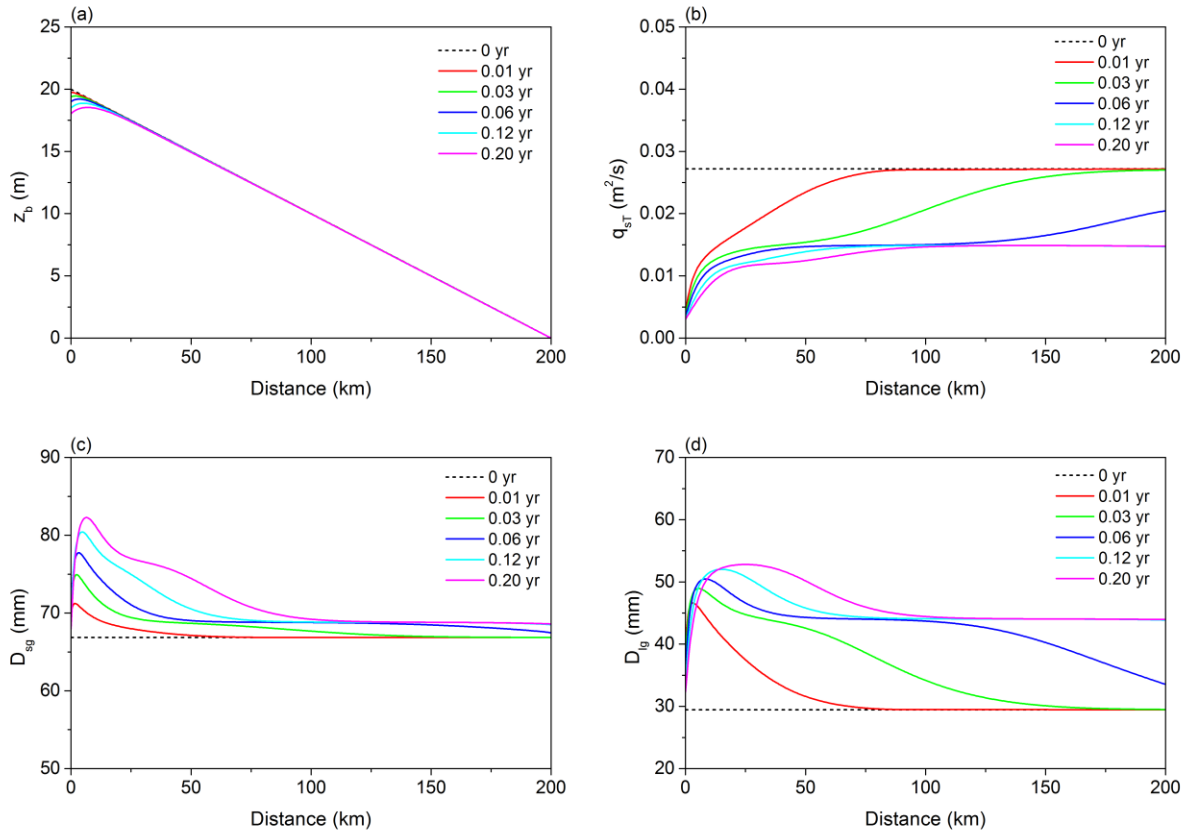 (a)
25
20
15
10
5
0
z_b (m)
0 yr
0.01 yr
0.03 yr
0.06 yr
0.12 yr
0.20 yr
0 50 100 150 200
Distance (km)
(b)
0.05
0.04
0.03
0.02
0.01
0.00
q_sT (m²/s)
0 yr
0.01 yr
0.03 yr
0.06 yr
0.12 yr
0.20 yr
0 50 100 150 200
Distance (km)
(c)
90
80
70
60
50
D_sg (mm)
0 yr
0.01 yr
0.03 yr
0.06 yr
0.12 yr
0.20 yr
0 50 100 150 200
Distance (km)
(d)
70
60
50
40
30
20
D_lg (mm)
0 yr
0.01 yr
0.03 yr
0.06 yr
0.12 yr
0.20 yr
0 50 100 150 200
Distance (km)